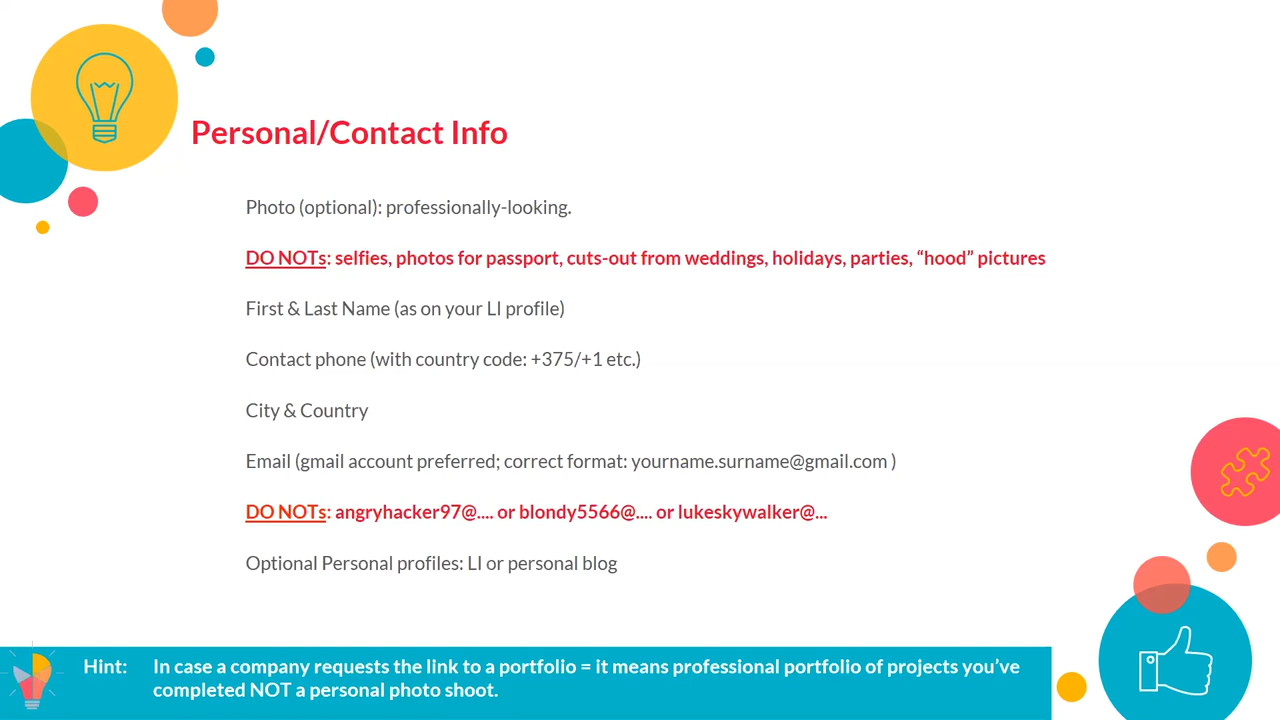 Personal/Contact Info
Photo (optional): professionally-looking.
DO NOTs: selfies, photos for passport, cuts-out from weddings, holidays, parties, “hood” pictures
First & Last Name (as on your LI profile)
Contact phone (with country code: +375/+1 etc.)
City & Country
Email (gmail account preferred; correct format: yourname.surname@gmail.com )
DO NOTs: angryhacker97@.... or blondy5566@.... or lukeskywalker@...
Optional Personal profiles: LI or personal blog
Hint: In case a company requests the link to a portfolio = it means professional portfolio of projects you’ve
completed NOT a personal photo shoot.